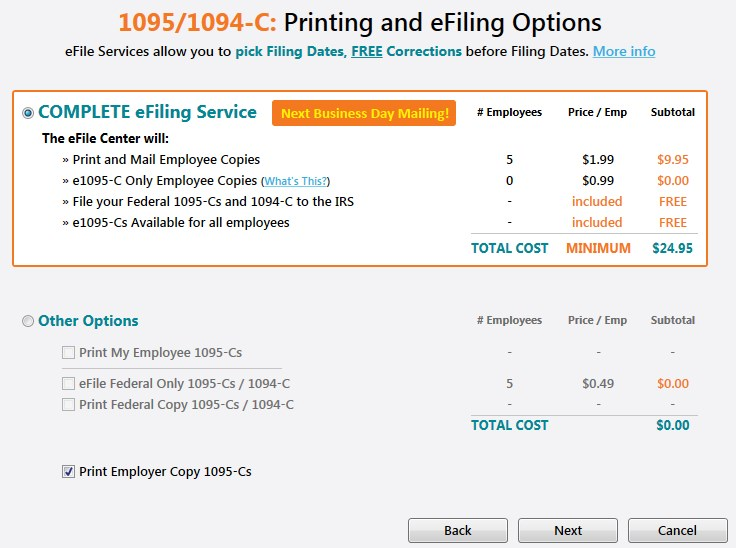 1095/1094-C: Printing and eFiling Options
eFile Services allow you to pick Filing Dates, FREE Corrections before Filing Dates. More info
COMPLETE eFiling Service Next Business Day Mailing! # Employees Price / Emp Subtotal
The eFile Center will:
» Print and Mail Employee Copies 5 $1.99 $9.95
» e1095-C Only Employee Copies (What's This?) 0 $0.99 $0.00
» File your Federal 1095-Cs and 1094-C to the IRS - included FREE
» e1095-Cs Available for all employees - included FREE
TOTAL COST MINIMUM $24.95
Other Options # Employees Price / Emp Subtotal
Print My Employee 1095-Cs - - -
eFile Federal Only 1095-Cs / 1094-C 5 $0.49 $0.00
Print Federal Copy 1095-Cs / 1094-C - - -
TOTAL COST $0.00
Print Employer Copy 1095-Cs
Back Next Cancel